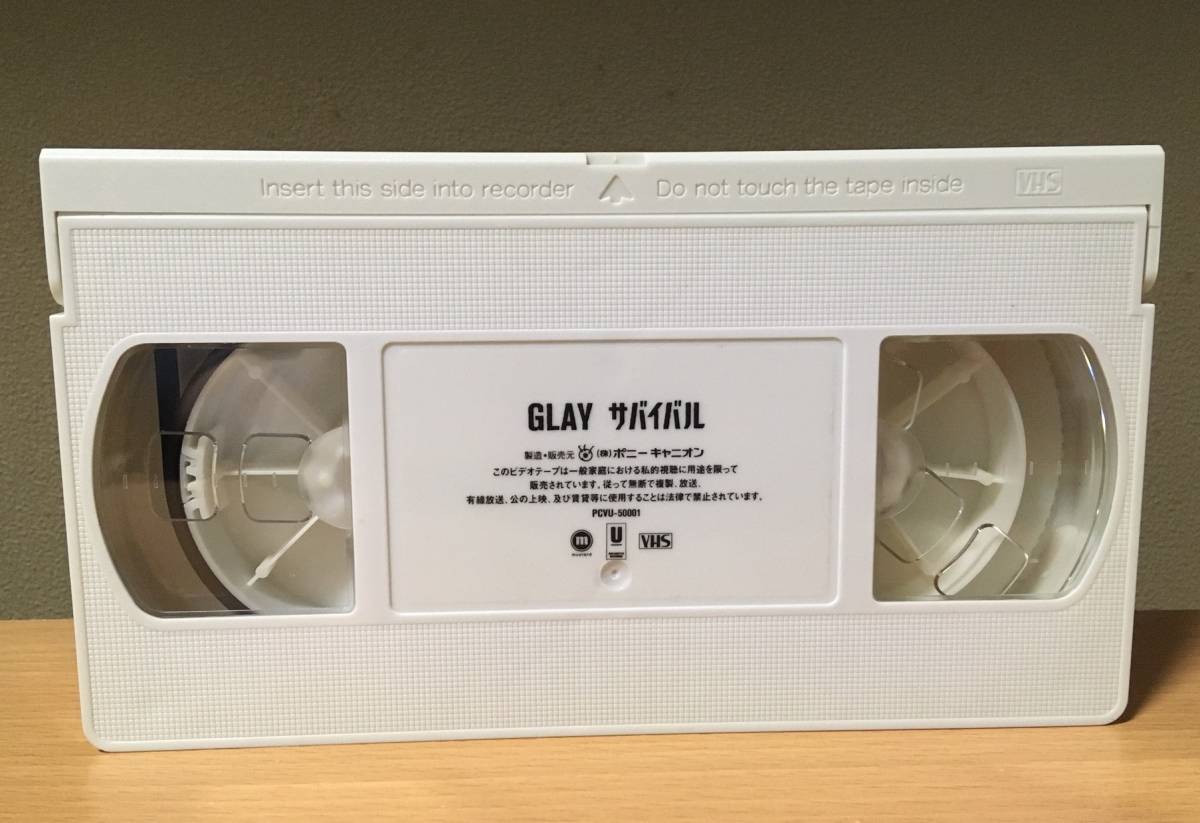 Insert this side into recorder Do not touch the tape inside VHS
GLAY サバイバル
製造・販売元 (株)ポニーキャニオン
このビデオテープは一般家庭における私的視聴に用途を限って
販売されています。従って無断で複製、放送、
有線放送、公の上映、及び賃貸等に使用することは法律で禁止されています。
PCVU-50001
m U VHS